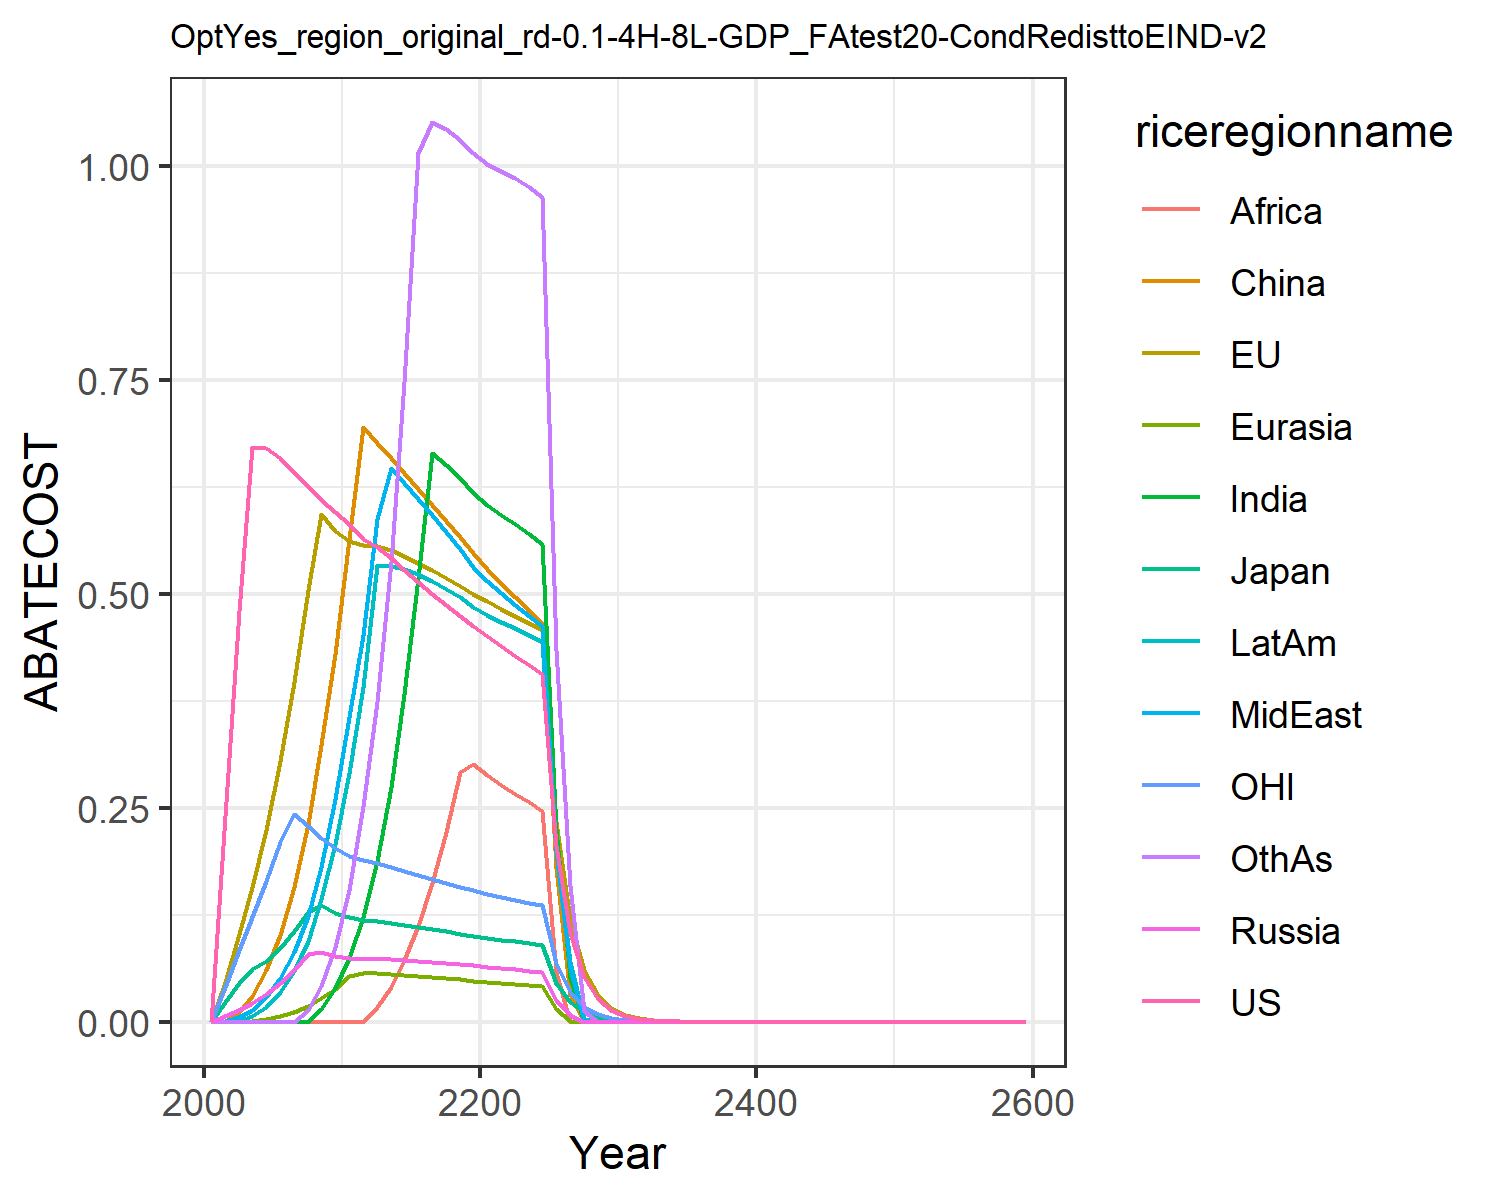 OptYes_region_original_rd-0.1-4H-8L-GDP_FAtest20-CondRedisttoEIND-v2
ABATECOST
1.00
0.75
0.50
0.25
0.00
2000
2200
2400
2600
Year
riceregionname
Africa
China
EU
Eurasia
India
Japan
LatAm
MidEast
OHI
OthAs
Russia
US